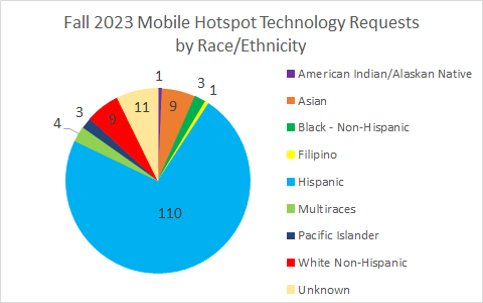 Fall 2023 Mobile Hotspot Technology Requests
by Race/Ethnicity
1
9
3
1
110
4
3
9
11
American Indian/Alaskan Native
Asian
Black - Non-Hispanic
Filipino
Hispanic
Multiraces
Pacific Islander
White Non-Hispanic
Unknown